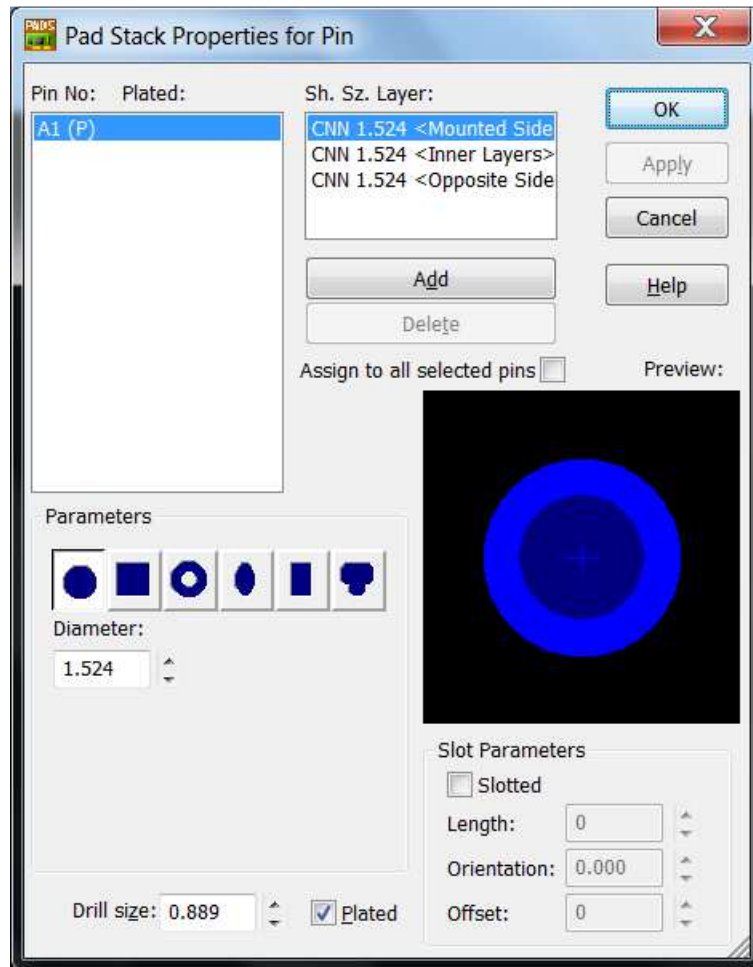 PADS
Pad Stack Properties for Pin
X
Pin No: Plated:
Sh. Sz. Layer:
A1 (P)
CNN 1.524 <Mounted Side
CNN 1.524 <Inner Layers>
CNN 1.524 <Opposite Side
OK
Apply
Cancel
Help
Add
Delete
Assign to all selected pins
Preview:
Parameters
Diameter:
1.524
Drill size: 0.889
Plated
Slot Parameters
Slotted
Length: 0
Orientation: 0.000
Offset: 0